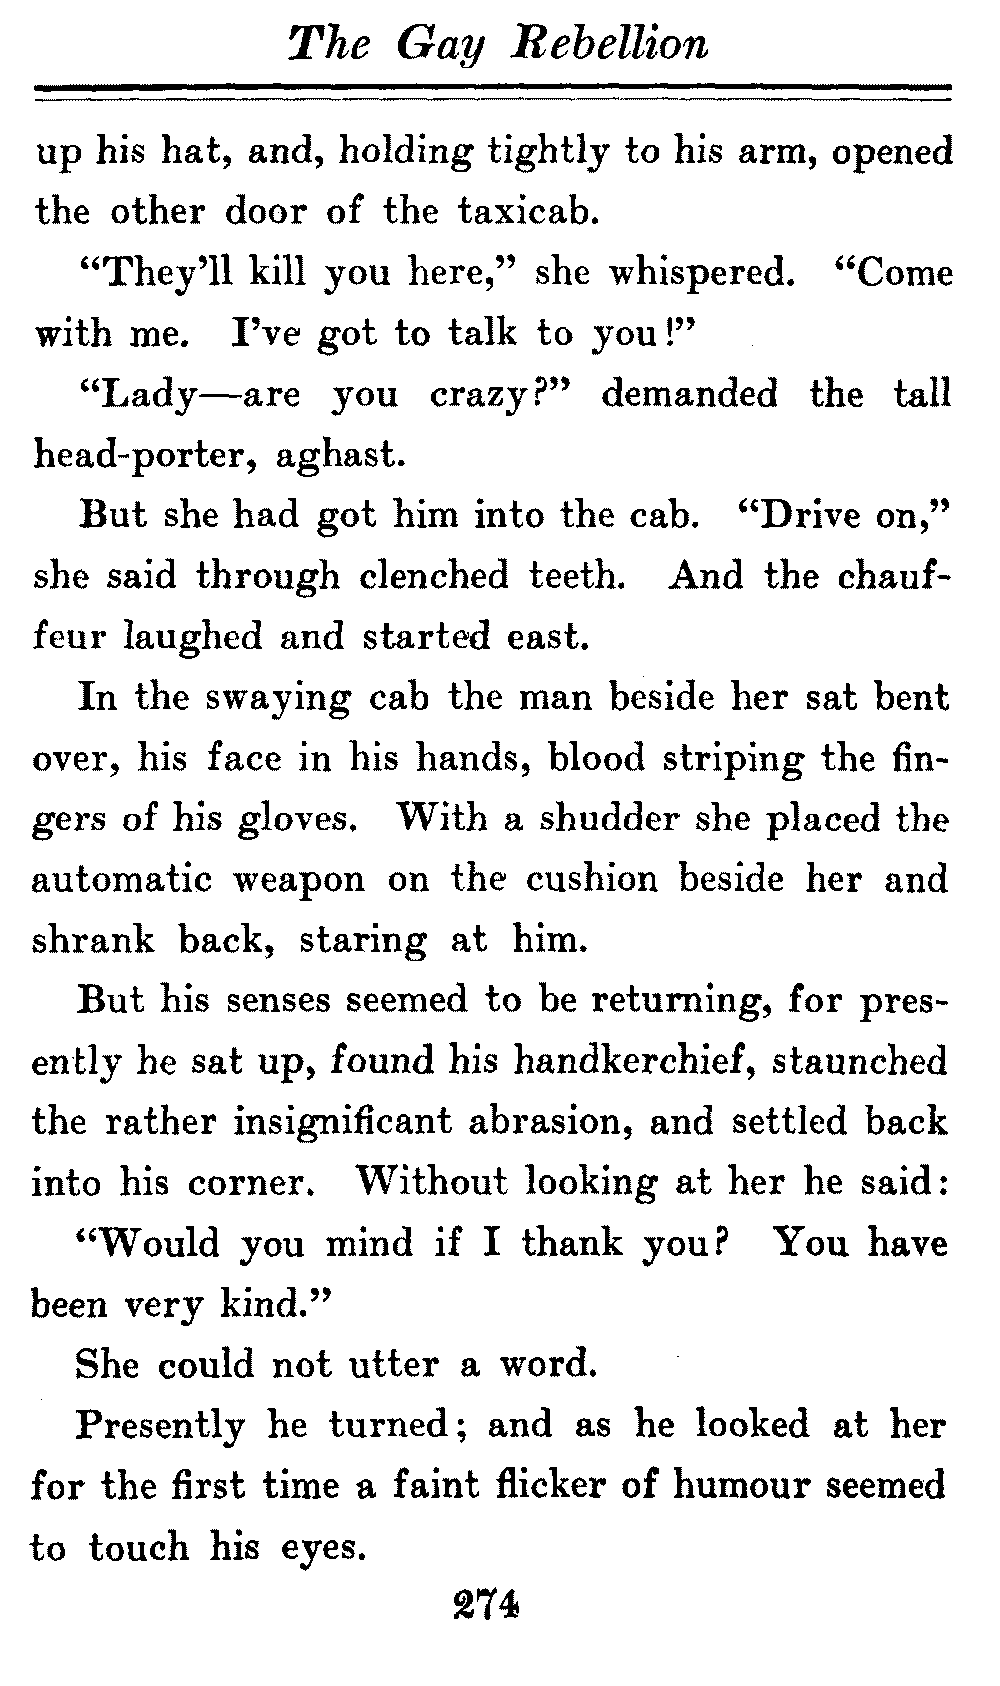 The Gay Rebellion
up his hat, and, holding tightly to his arm, opened
the other door of the taxicab.
“They’ll kill you here,” she whispered. “Come
with me. I’ve got to talk to you!”
“Lady—are you crazy?” demanded the tall
head-porter, aghast.
But she had got him into the cab. “Drive on,”
she said through clenched teeth. And the chauf-
feur laughed and started east.
In the swaying cab the man beside her sat bent
over, his face in his hands, blood striping the fin-
gers of his gloves. With a shudder she placed the
automatic weapon on the cushion beside her and
shrank back, staring at him.
But his senses seemed to be returning, for pres-
ently he sat up, found his handkerchief, staunched
the rather insignificant abrasion, and settled back
into his corner. Without looking at her he said:
“Would you mind if I thank you? You have
been very kind.”
She could not utter a word.
Presently he turned; and as he looked at her
for the first time a faint flicker of humour seemed
to touch his eyes.
274